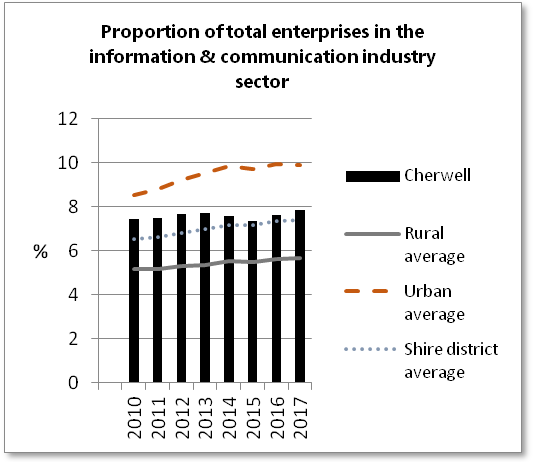 Proportion of total enterprises in the
information & communication industry
sector
12
10
8
6
4
2
0
%
2010
2011
2012
2013
2014
2015
2016
2017
Cherwell
Rural
average
Urban
average
Shire district
average